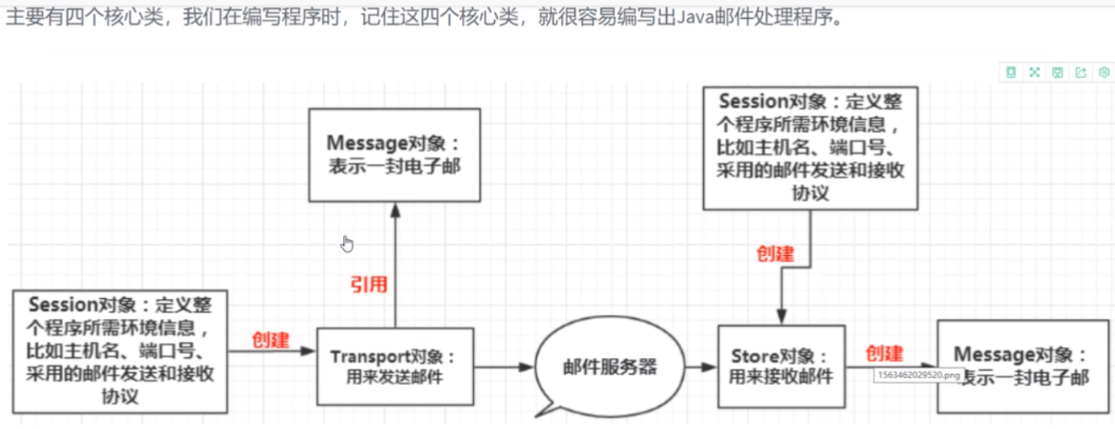 主要有四个核心类，我们在编写程序时，记住这四个核心类，就很容易编写出Java邮件处理程序。
Message对象：
表示一封电子邮
Session对象：定义整
个程序所需环境信息，
比如主机名、端口号、
采用的邮件发送和接收
协议
引用
创建
Session对象：定义整
个程序所需环境信息，
比如主机名、端口号、
采用的邮件发送和接收
协议
创建
Transport对象：
用来发送邮件
邮件服务器
Store对象：
用来接收邮件
创建
1563462029520.png
Message对象：
表示一封电子邮